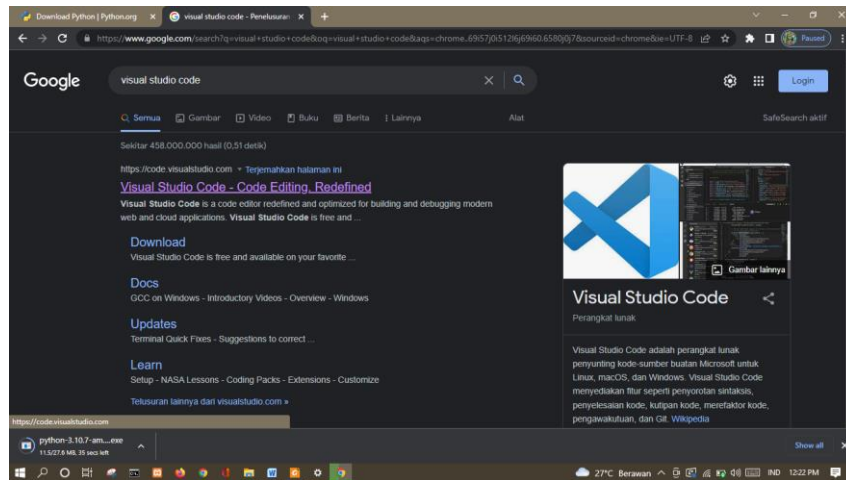 Download Python | Python.org
visual studio code - Penelusuran
https://www.google.com/search?q=visual+studio+code&oq=visual+studio+code&aqs=chrome..69i57j0i512l6j69i60.6580j0j7&sourceid=chrome&ie=UTF-8
Paused
Google
visual studio code
Login
Semua
Gambar
Video
Buku
Berita
Lainnya
Alat
SafeSearch aktif
Sekitar 458.000.000 hasil (0,51 detik)
https://code.visualstudio.com
Terjemahkan halaman ini
Visual Studio Code - Code Editing. Redefined
Visual Studio Code is a code editor redefined and optimized for building and debugging modern
web and cloud applications. Visual Studio Code is free and ...
Download
Visual Studio Code is free and available on your favorite ...
Docs
GCC on Windows - Introductory Videos - Overview - Windows
Updates
Terminal Quick Fixes - Suggestions to correct ...
Learn
Setup - NASA Lessons - Coding Packs - Extensions - Customize
Telusuran lainnya dari visualstudio.com »
Gambar lainnya
Visual Studio Code
Perangkat lunak
Visual Studio Code adalah perangkat lunak
penyunting kode-sumber buatan Microsoft untuk
Linux, macOS, dan Windows. Visual Studio Code
menyediakan fitur seperti penyorotan sintaksis,
penyelesaian kode, kutipan kode, merefaktor kode,
pengawakutuan, dan Git. Wikipedia
https://code.visualstudio.com
python-3.10.7-am....exe
11.5/27.6 MB, 35 secs left
Show all
27°C Berawan
IND
12:22 PM